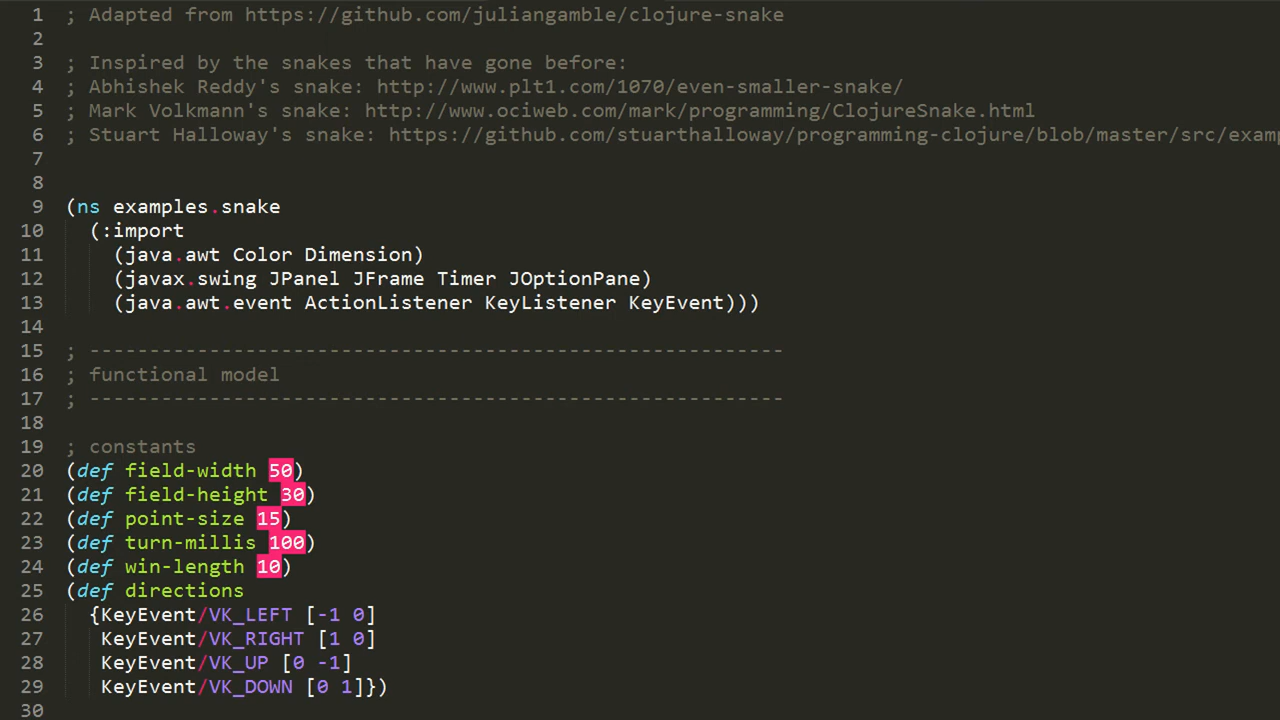 1 ; Adapted from https://github.com/juliangamble/clojure-snake
2
3 ; Inspired by the snakes that have gone before:
4 ; Abhishek Reddy's snake: http://www.plt1.com/1070/even-smaller-snake/
5 ; Mark Volkmann's snake: http://www.ociweb.com/mark/programming/ClojureSnake.html
6 ; Stuart Halloway's snake: https://github.com/stuarthalloway/programming-clojure/blob/master/src/exam
7
8
9 (ns examples.snake
10   (:import
11     (java.awt Color Dimension)
12     (javax.swing JPanel JFrame Timer JOptionPane)
13     (java.awt.event ActionListener KeyListener KeyEvent)))
14
15 ; ----------------------------------------------------------
16 ; functional model
17 ; ----------------------------------------------------------
18
19 ; constants
20 (def field-width 50)
21 (def field-height 30)
22 (def point-size 15)
23 (def turn-millis 100)
24 (def win-length 10)
25 (def directions
26   {KeyEvent/VK_LEFT [-1 0]
27    KeyEvent/VK_RIGHT [1 0]
28    KeyEvent/VK_UP [0 -1]
29    KeyEvent/VK_DOWN [0 1]})
30